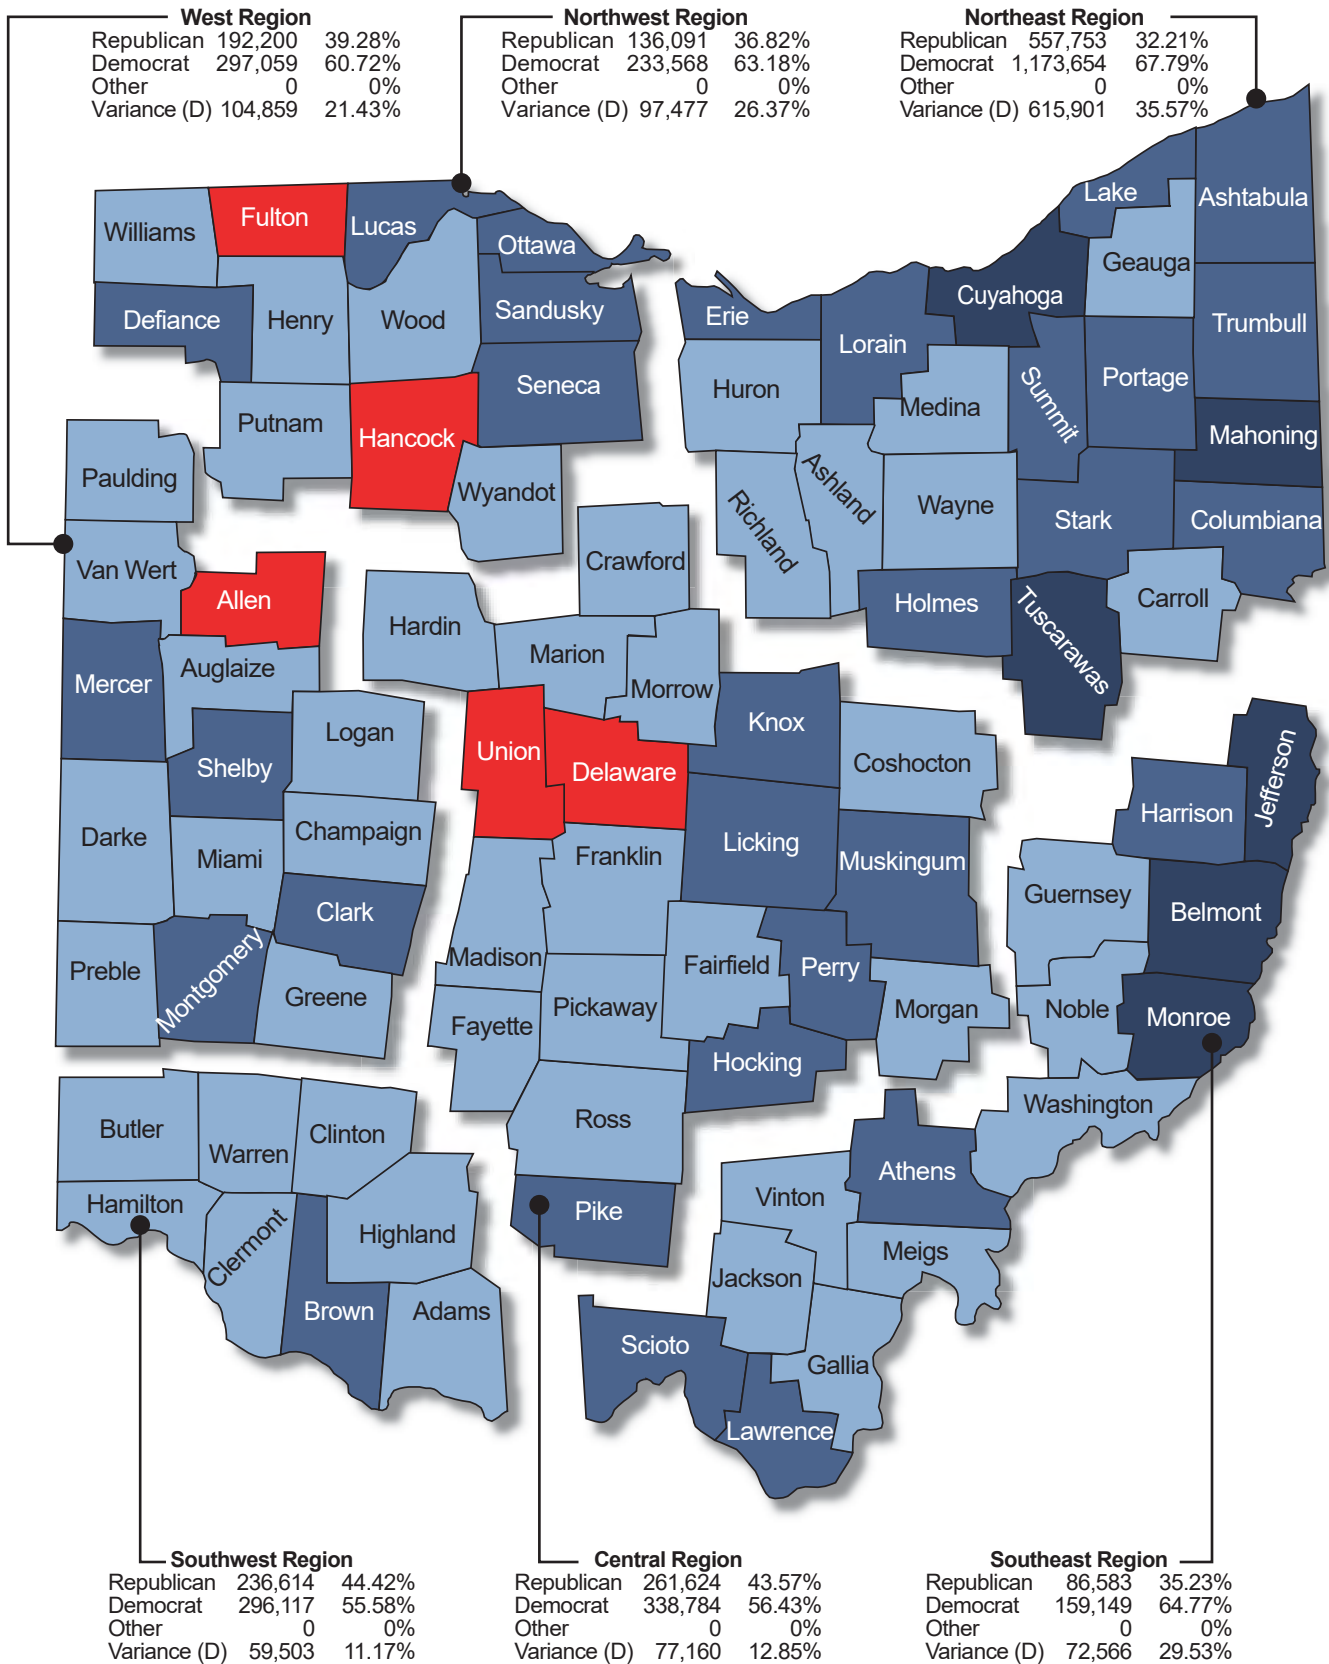 West Region
Republican 192,200 39.28%
Democrat 297,059 60.72%
Other 0 0%
Variance (D) 104,859 21.43%
Northwest Region
Republican 136,091 36.82%
Democrat 233,568 63.18%
Other 0 0%
Variance (D) 97,477 26.37%
Northeast Region
Republican 557,753 32.21%
Democrat 1,173,654 67.79%
Other 0 0%
Variance (D) 615,901 35.57%
Williams
Fulton
Lucas
Ottawa
Defiance
Henry
Wood
Sandusky
Seneca
Putnam
Hancock
Wyandot
Lake
Ashtabula
Geauga
Cuyahoga
Erie
Lorain
Trumbull
Huron
Medina
Summit
Portage
Mahoning
Richland
Ashland
Wayne
Stark
Columbiana
Holmes
Tuscarawas
Carroll
Paulding
Van Wert
Allen
Mercer
Auglaize
Logan
Shelby
Darke
Miami
Champaign
Clark
Preble
Montgomery
Greene
Crawford
Hardin
Marion
Morrow
Union
Delaware
Knox
Coshocton
Licking
Muskingum
Franklin
Madison
Fairfield
Perry
Morgan
Fayette
Pickaway
Hocking
Ross
Pike
Jefferson
Harrison
Guernsey
Belmont
Noble
Monroe
Washington
Athens
Vinton
Meigs
Jackson
Gallia
Scioto
Lawrence
Butler
Warren
Clinton
Hamilton
Clermont
Highland
Brown
Adams
Southwest Region
Republican 236,614 44.42%
Democrat 296,117 55.58%
Other 0 0%
Variance (D) 59,503 11.17%
Central Region
Republican 261,624 43.57%
Democrat 338,784 56.43%
Other 0 0%
Variance (D) 77,160 12.85%
Southeast Region
Republican 86,583 35.23%
Democrat 159,149 64.77%
Other 0 0%
Variance (D) 72,566 29.53%